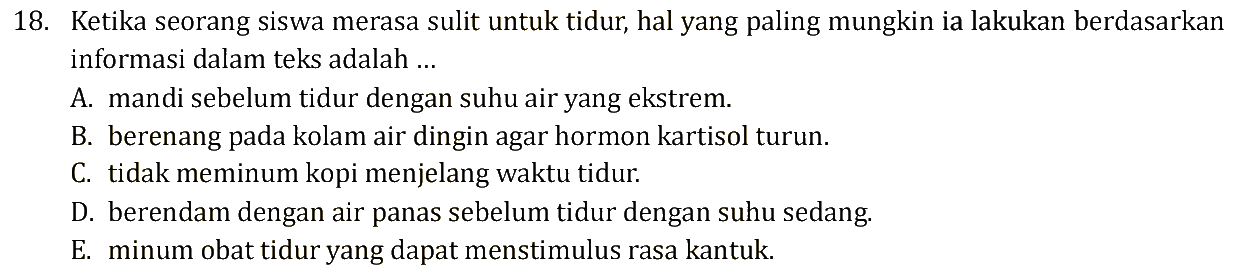 18. Ketika seorang siswa merasa sulit untuk tidur, hal yang paling mungkin ia lakukan berdasarkan
informasi dalam teks adalah ...
A. mandi sebelum tidur dengan suhu air yang ekstrem.
B. berenang pada kolam air dingin agar hormon kartisol turun.
C. tidak meminum kopi menjelang waktu tidur.
D. berendam dengan air panas sebelum tidur dengan suhu sedang.
E. minum obat tidur yang dapat menstimulus rasa kantuk.